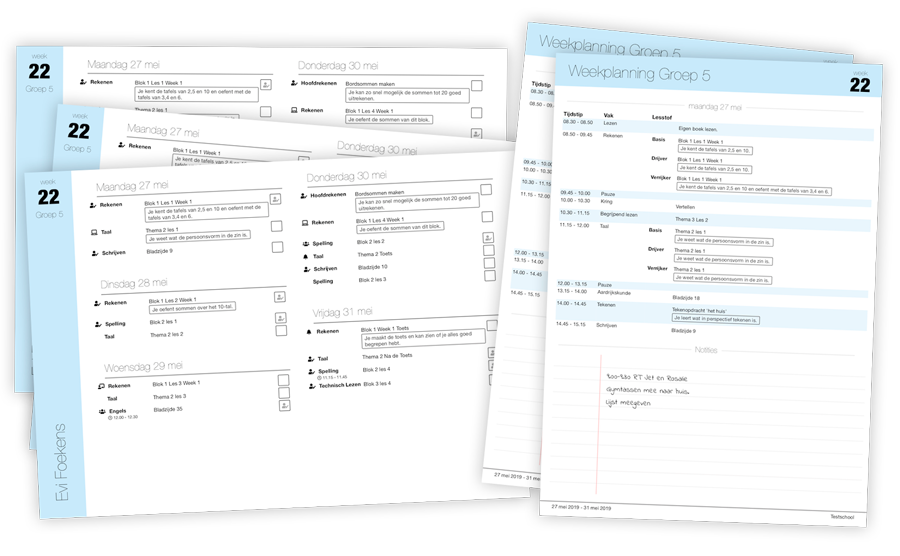 week
22
Groep 5
Maandag 27 mei
Rekenen
Blok 1 Les 1 Week 1
Je kent de tafels van 2,5 en 10 en oefent met de
tafels van 3,4 en 6.
Thema 2 les 1
Donderdag 30 mei
Hoofdrekenen
Bordsommen maken
Je kan zo snel mogelijk de sommen tot 20 goed
uitrekenen.
Rekenen
Blok 1 Les 4 Week 1
Je oefent de sommen van dit blok.
week
22
Groep 5
Maandag 27 mei
Rekenen
Blok 1 Les 1 Week 1
Je kent de tafels van 2,5 en 10 en oefent met de
Donderdag 30 mei
week
22
Groep 5
Evi Foekens
Maandag 27 mei
Rekenen
Blok 1 Les 1 Week 1
Je kent de tafels van 2,5 en 10 en oefent met de
tafels van 3,4 en 6.
Taal
Thema 2 les 1
Je weet wat de persoonsvorm in de zin is.
Schrijven
Bladzijde 9
Dinsdag 28 mei
Rekenen
Blok 1 Les 2 Week 1
Je oefent sommen over het 10-tal.
Spelling
Blok 2 les 1
Taal
Thema 2 les 2
Woensdag 29 mei
Rekenen
Blok 1 Les 3 Week 1
Taal
Thema 2 les 3
Engels
Bladzijde 35
12.00 - 12.30
Donderdag 30 mei
Hoofdrekenen
Bordsommen maken
Je kan zo snel mogelijk de sommen tot 20 goed
uitrekenen.
Rekenen
Blok 1 Les 4 Week 1
Je oefent de sommen van dit blok.
Spelling
Blok 2 les 2
Taal
Thema 2 Toets
Schrijven
Bladzijde 10
Spelling
Blok 2 les 3
Vrijdag 31 mei
Rekenen
Blok 1 Week 1 Toets
Je maakt de toets en kan zien of je alles goed
begrepen hebt.
Taal
Thema 2 Na de Toets
Spelling
Blok 2 les 4
11.15 - 11.45
Technisch Lezen
Blok 3 les 4
Weekplanning Groep 5
Tijdstip
08.30 - 08.50
08.50 - 09.45
09.45 - 10.00
10.00 - 10.30
10.30 - 11.15
11.15 - 12.00
12.00 - 13.15
13.15 - 14.00
14.00 - 14.45
14.45 - 15.15
27 mei 2019 - 31 mei
Weekplanning Groep 5
week
22
maandag 27 mei
Tijdstip Vak Lesstof
08.30 - 08.50 Lezen
Eigen boek lezen.
08.50 - 09.45 Rekenen
Basis Blok 1 Les 1 Week 1
Je kent de tafels van 2,5 en 10.
Drijver Blok 1 Les 1 Week 1
Je kent de tafels van 2,5 en 10.
Verrijker Blok 1 Les 1 Week 1
Je kent de tafels van 2,5 en 10 en oefent met de tafels van 3,4 en 6.
09.45 - 10.00 Pauze
10.00 - 10.30 Kring
Vertellen
10.30 - 11.15 Begrijpend lezen Thema 3 Les 2
11.15 - 12.00 Taal Basis Thema 2 les 1
Je weet wat de persoonsvorm in de zin is.
Drijver Thema 2 les 1
Je weet wat de persoonsvorm in de zin is.
Verrijker Thema 2 les 1
Je weet wat de persoonsvorm in de zin is.
12.00 - 13.15 Pauze
13.15 - 14.00 Aardrijkskunde
Bladzijde 18
14.00 - 14.45 Tekenen
Tekenopdracht 'het huis'
Je leert wat in perspectief tekenen is.
14.45 - 15.15 Schrijven
Bladzijde 9
Notities
8:00-8:30 RT Jet en Rosalie
Gymtassen mee naar huis.
Lijst meegeven
27 mei 2019 - 31 mei 2019
Testschool